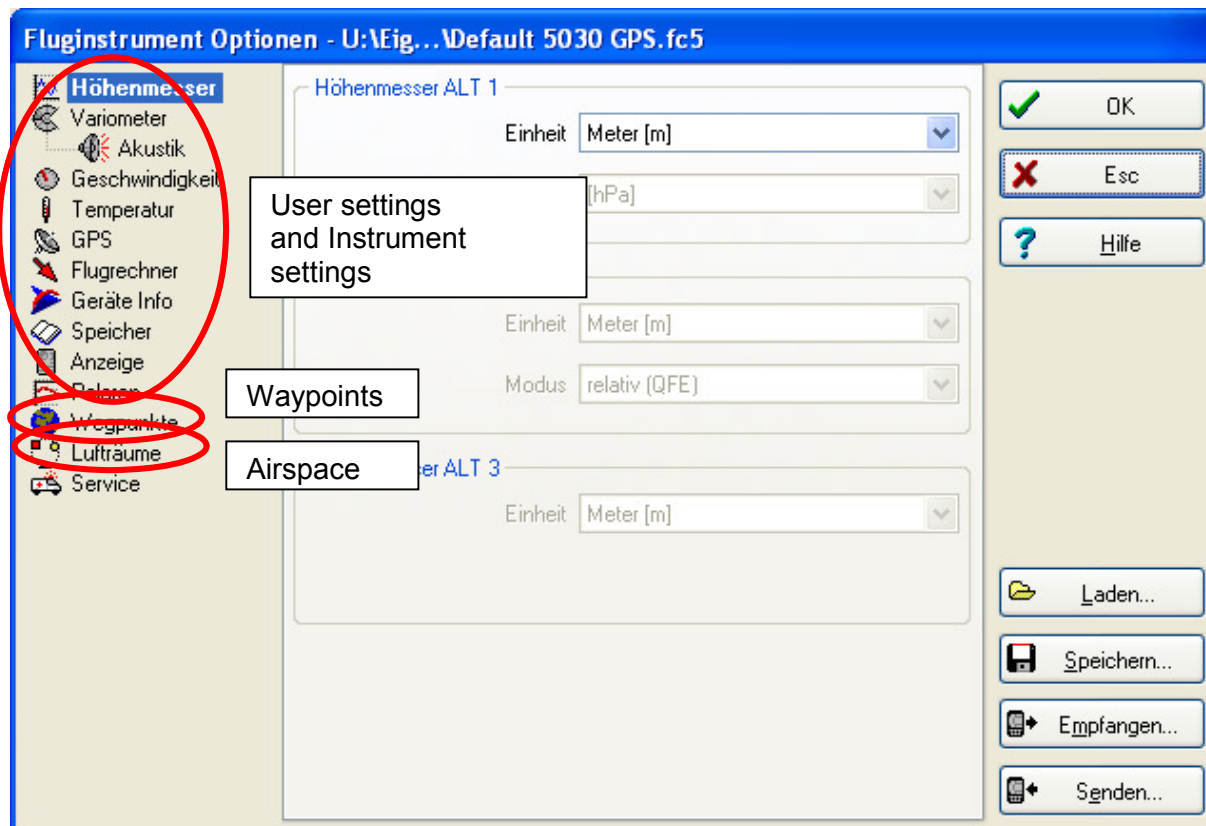 Fluginstrument Optionen - U:\Eig...\Default 5030 GPS.fc5
Höhenmesser
Variometer
Akustik
Geschwindigkeit
Temperatur
GPS
Flugrechner
Geräte Info
Speicher
Anzeige
Polaren
Wegpunkte
Lufträume
Service
User settings
and Instrument
settings
Waypoints
Airspace
Höhenmesser ALT 1
Einheit Meter [m]
[hPa]
Einheit Meter [m]
Modus relativ (QFE)
ser ALT 3
Einheit Meter [m]
OK
Esc
Hilfe
Laden...
Speichern...
Empfangen...
Senden...